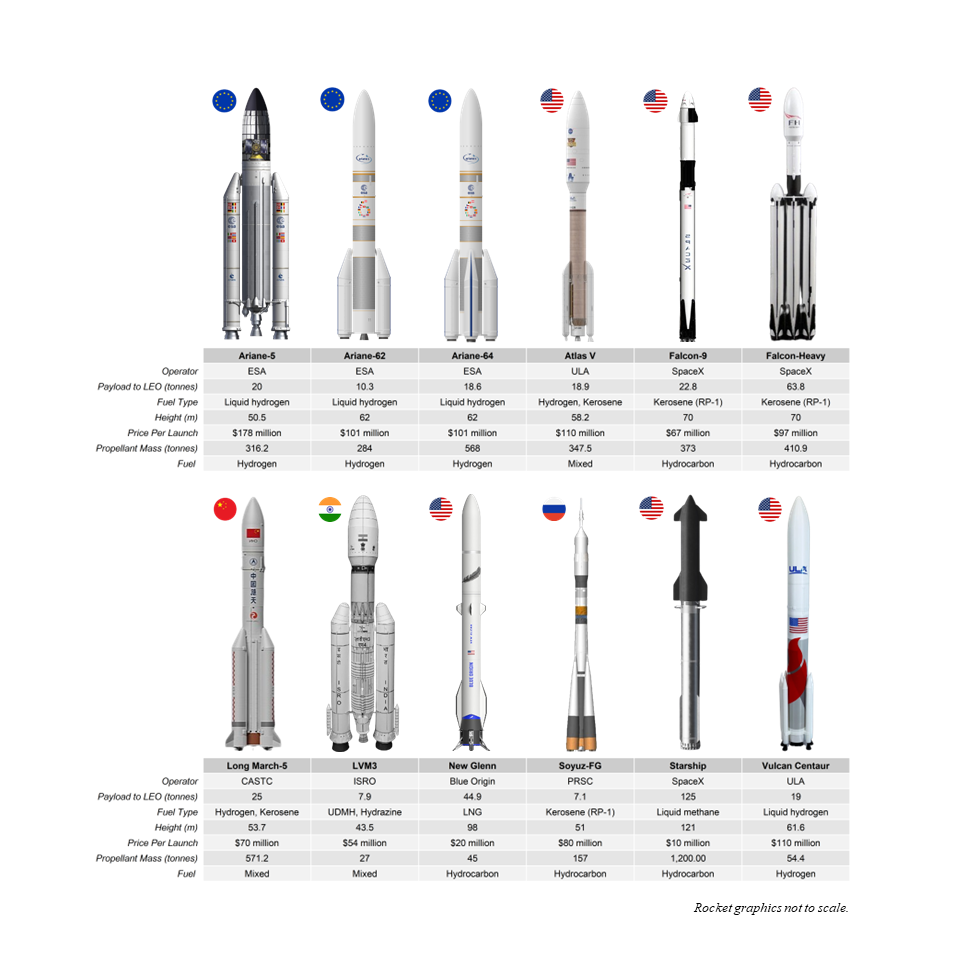 Ariane-5 Ariane-62 Ariane-64 Atlas V Falcon-9 Falcon-Heavy
Operator ESA ESA ESA ULA SpaceX SpaceX
Payload to LEO (tonnes) 20 10.3 18.6 18.9 22.8 63.8
Fuel Type Liquid hydrogen Liquid hydrogen Liquid hydrogen Hydrogen, Kerosene Kerosene (RP-1) Kerosene (RP-1)
Height (m) 50.5 62 62 58.2 70 70
Price Per Launch $178 million $101 million $101 million $110 million $67 million $97 million
Propellant Mass (tonnes) 316.2 284 568 347.5 373 410.9
Fuel Hydrogen Hydrogen Hydrogen Mixed Hydrocarbon Hydrocarbon
中国航天
ISRO
INDIA
BLUE ORIGIN
ULA
Long March-5 LVM3 New Glenn Soyuz-FG Starship Vulcan Centaur
Operator CASTC ISRO Blue Origin PRSC SpaceX ULA
Payload to LEO (tonnes) 25 7.9 44.9 7.1 125 19
Fuel Type Hydrogen, Kerosene UDMH, Hydrazine LNG Kerosene (RP-1) Liquid methane Liquid hydrogen
Height (m) 53.7 43.5 98 51 121 61.6
Price Per Launch $70 million $54 million $20 million $80 million $10 million $110 million
Propellant Mass (tonnes) 571.2 27 45 157 1,200.00 54.4
Fuel Mixed Mixed Hydrocarbon Hydrocarbon Hydrocarbon Hydrogen
Rocket graphics not to scale.